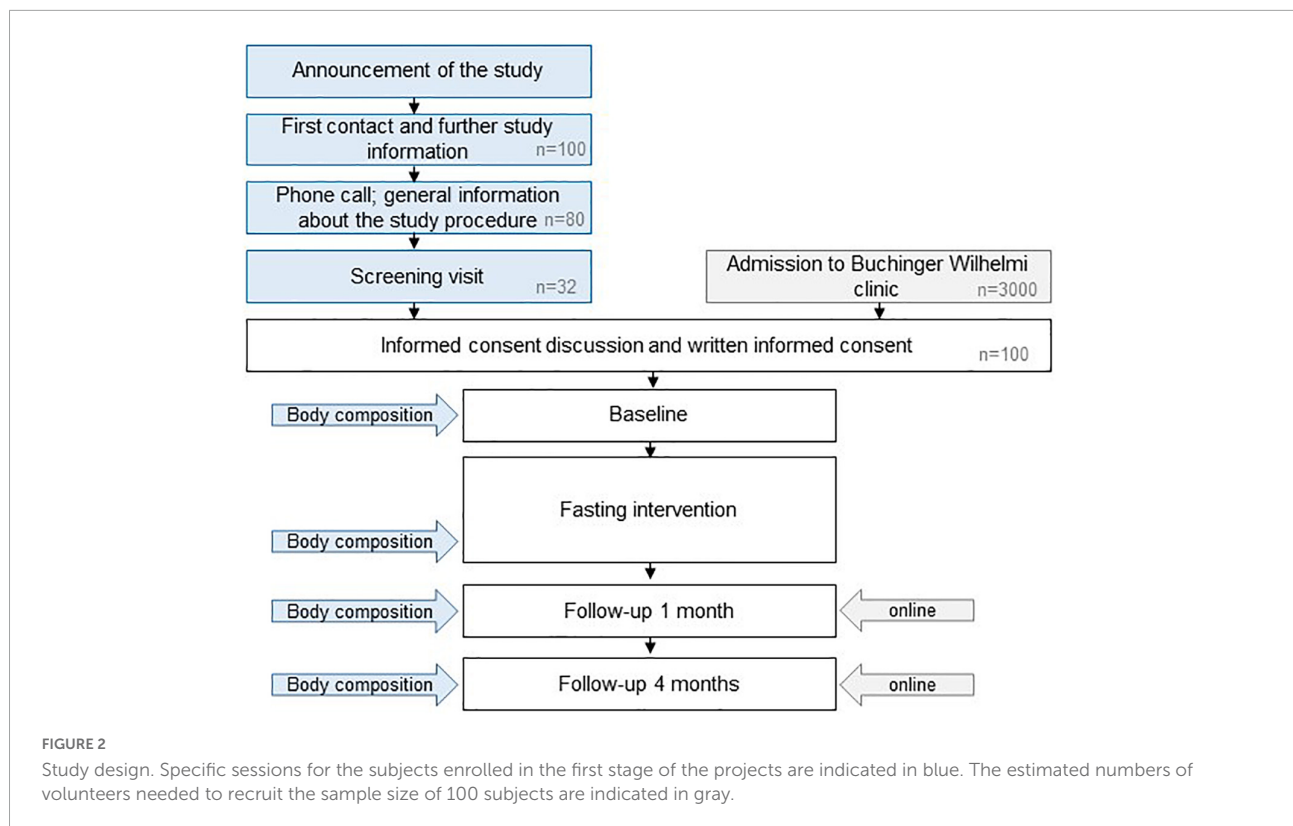 Announcement of the study
First contact and further study
information
n=100
Phone call; general information
about the study procedure
n=80
Screening visit
n=32
Admission to Buchinger Wilhelmi
clinic
n=3000
Informed consent discussion and written informed consent
n=100
Body composition
Baseline
Fasting intervention
Body composition
Body composition
Follow-up 1 month
online
Body composition
Follow-up 4 months
online
FIGURE 2
Study design. Specific sessions for the subjects enrolled in the first stage of the projects are indicated in blue. The estimated numbers of
volunteers needed to recruit the sample size of 100 subjects are indicated in gray.